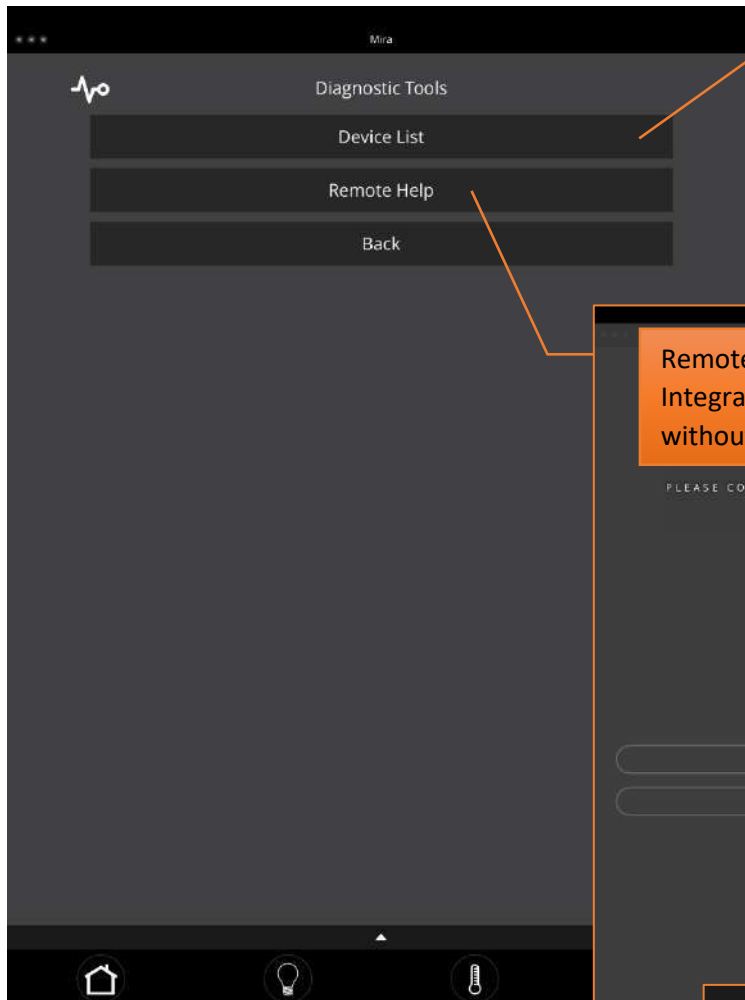 Mira
Diagnostic Tools
Device List
Remote Help
Back
Remote
Integra
withou
PLEASE CO